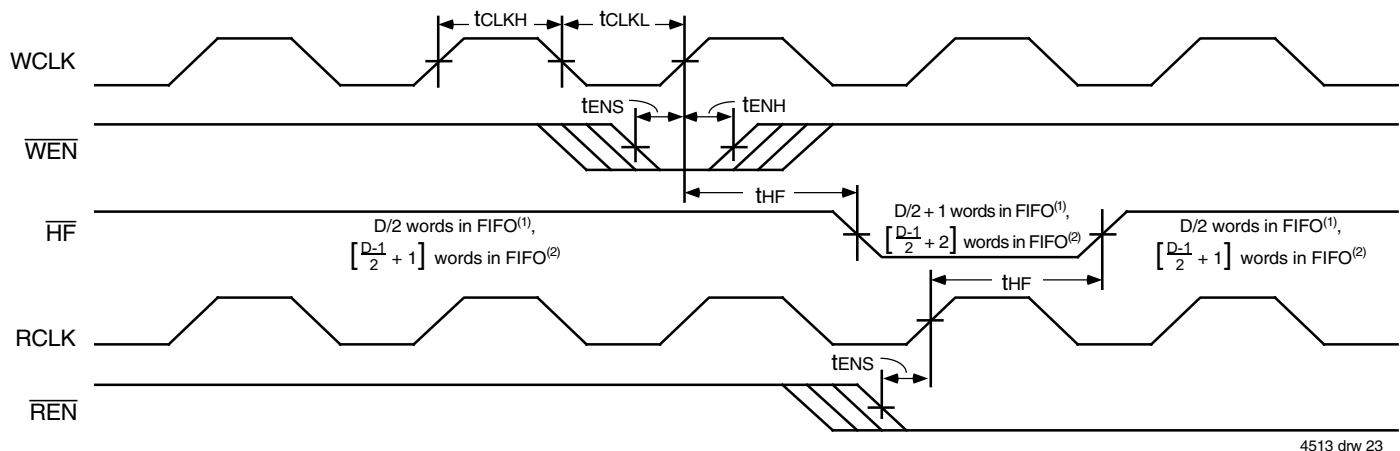 tCLKH tCLKL
WCLK
tENS tENH
WEN
tHF
HF
D/2 words in FIFO(1),
[D-1/2 + 1] words in FIFO(2)
D/2 + 1 words in FIFO(1),
[D-1/2 + 2] words in FIFO(2)
D/2 words in FIFO(1),
[D-1/2 + 1] words in FIFO(2)
tHF
RCLK
tENS
REN
4513 drw 23